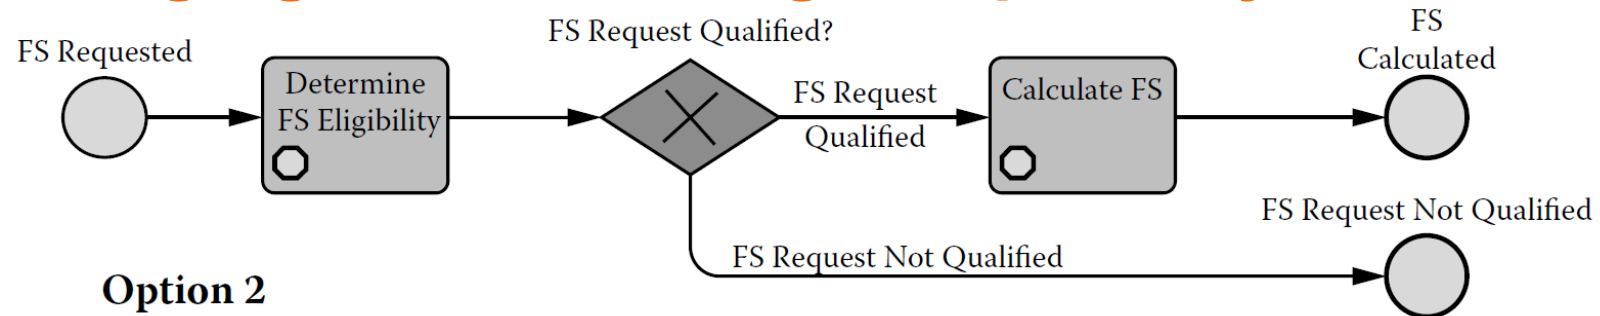 FS Requested
Determine
FS Eligibility
FS Request Qualified?
FS Request
Qualified
Calculate FS
FS
Calculated
FS Request Not Qualified
FS Request Not Qualified
Option 2